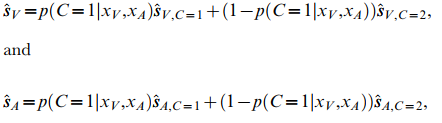 ŝ_V = p(C=1|x_V,x_A)ŝ_{V,C=1} + (1−p(C=1|x_V,x_A))ŝ_{V,C=2},
and
ŝ_A = p(C=1|x_V,x_A)ŝ_{A,C=1} + (1−p(C=1|x_V,x_A))ŝ_{A,C=2},